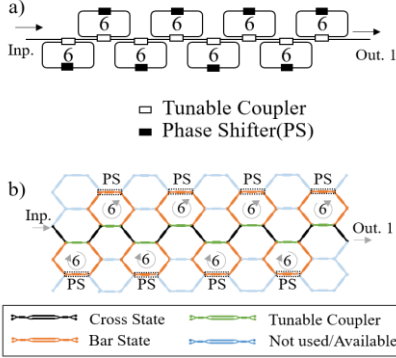 a)
6 6 6 6
Inp. Out. 1
6 6 6 6
Tunable Coupler
Phase Shifter(PS)
b)
PS PS PS PS
Inp. 6 6 6 6 Out. 1
6 6 6 6
PS PS PS PS
Cross State Tunable Coupler
Bar State Not used/Available